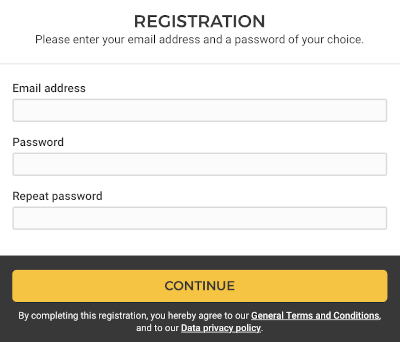 REGISTRATION
Please enter your email address and a password of your choice.
Email address
Password
Repeat password
CONTINUE
By completing this registration, you hereby agree to our General Terms and Conditions,
and to our Data privacy policy.